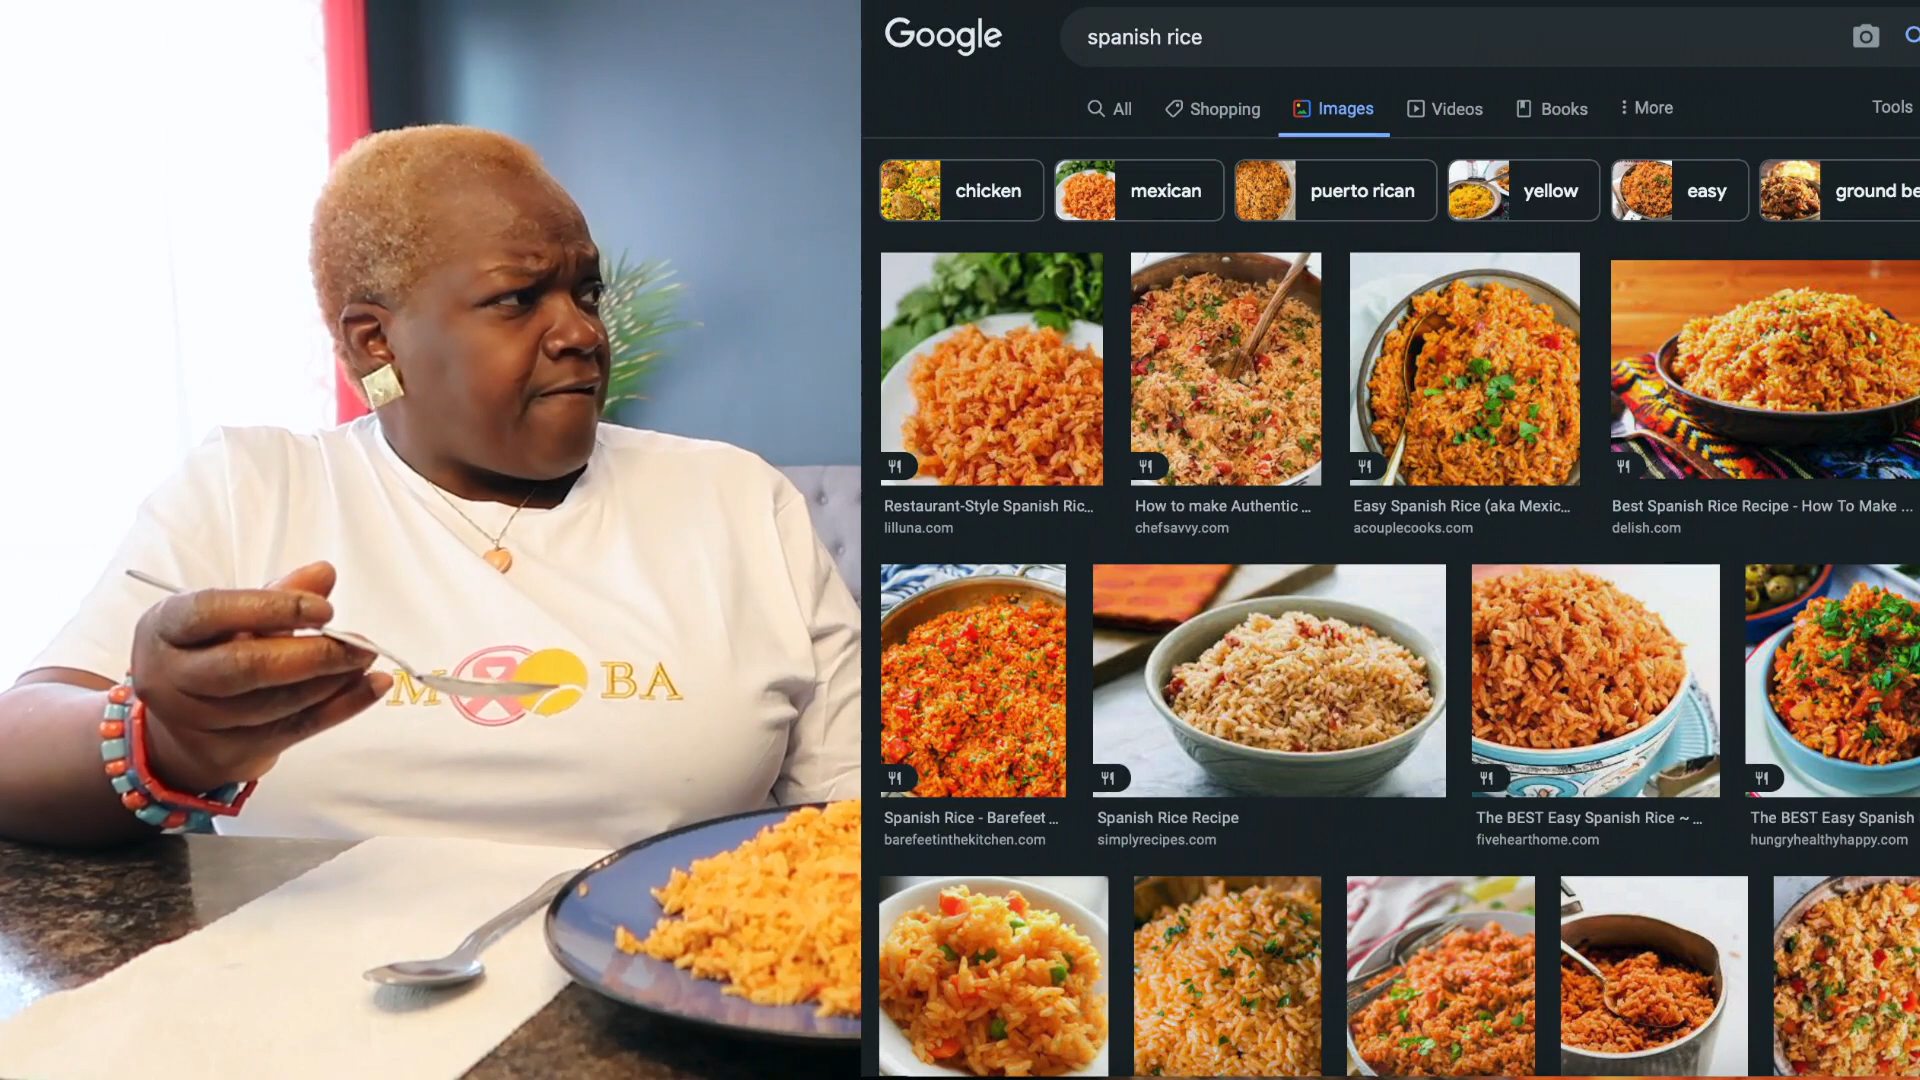 M BA
Google
spanish rice
All Shopping Images Videos Books More Tools
chicken mexican puerto rican yellow easy ground be
Restaurant-Style Spanish Ric...
lilluna.com
How to make Authentic ...
chefsavvy.com
Easy Spanish Rice (aka Mexic...
acouplecooks.com
Best Spanish Rice Recipe - How To Make ...
delish.com
Spanish Rice - Barefeet ...
barefeetinthekitchen.com
Spanish Rice Recipe
simplyrecipes.com
The BEST Easy Spanish Rice ~ ...
fivehearthome.com
The BEST Easy Spanish
hungryhealthyhappy.com